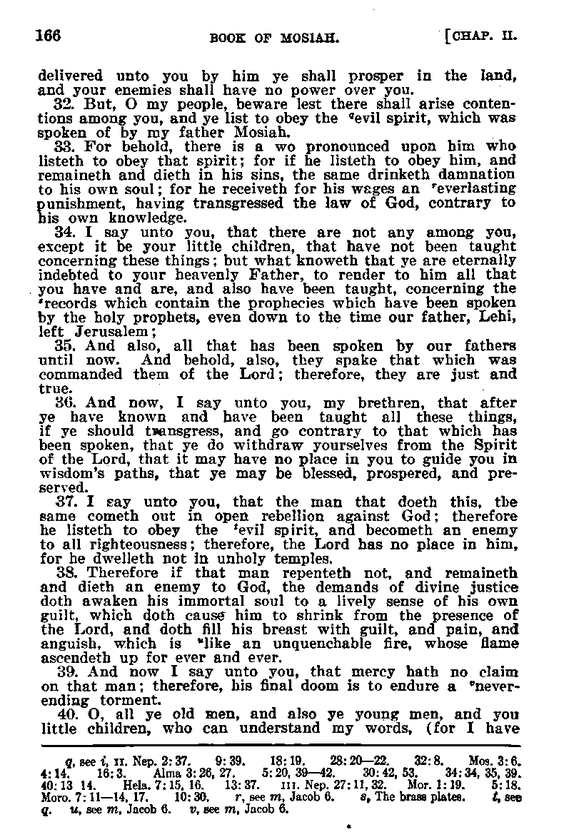 166 BOOK OF MOSIAH. [CHAP. II.
delivered unto you by him ye shall prosper in the land,
and your enemies shall have no power over you.
32. But, O my people, beware lest there shall arise conten-
tions among you, and ye list to obey the qevil spirit, which was
spoken of by my father Mosiah.
33. For behold, there is a wo pronounced upon him who
listeth to obey that spirit; for if he listeth to obey him, and
remaineth and dieth in his sins, the same drinketh damnation
to his own soul; for he receiveth for his wages an reverlasting
punishment, having transgressed the law of God, contrary to
his own knowledge.
34. I say unto you, that there are not any among you,
except it be your little children, that have not been taught
concerning these things; but what knoweth that ye are eternally
indebted to your heavenly Father, to render to him all that
you have and are, and also have been taught, concerning the
srecords which contain the prophecies which have been spoken
by the holy prophets, even down to the time our father, Lehi,
left Jerusalem;
35. And also, all that has been spoken by our fathers
until now. And behold, also, they spake that which was
commanded them of the Lord; therefore, they are just and
true.
36. And now, I say unto you, my brethren, that after
ye have known and have been taught all these things,
if ye should transgress, and go contrary to that which has
been spoken, that ye do withdraw yourselves from the Spirit
of the Lord, that it may have no place in you to guide you in
wisdom's paths, that ye may be blessed, prospered, and pre-
served.
37. I say unto you, that the man that doeth this, the
same cometh out in open rebellion against God; therefore
he listeth to obey the tevil spirit, and becometh an enemy
to all righteousness; therefore, the Lord has no place in him,
for he dwelleth not in unholy temples.
38. Therefore if that man repenteth not, and remaineth
and dieth an enemy to God, the demands of divine justice
doth awaken his immortal soul to a lively sense of his own
guilt, which doth cause him to shrink from the presence of
the Lord, and doth fill his breast with guilt, and pain, and
anguish, which is ulike an unquenchable fire, whose flame
ascendeth up for ever and ever.
39. And now I say unto you, that mercy hath no claim
on that man; therefore, his final doom is to endure a vnever-
ending torment.
40. O, all ye old men, and also ye young men, and you
little children, who can understand my words, (for I have
q, see i, II. Nep. 2:37. 9:39. 18:19. 28:20—22. 32:8. Mos. 3:6.
4:14. 16:3. Alma 3:26, 27. 5:20, 39—42. 30:42, 53. 34:34, 35, 39.
40:13 14. Hela. 7:15, 16. 13:37. III. Nep. 27:11, 32. Mor. 1:19. 5:18.
Moro. 7:11—14, 17. 10:30. r, see m, Jacob 6. s, The brass plates. t, see
q. u, see m, Jacob 6. v, see m, Jacob 6.